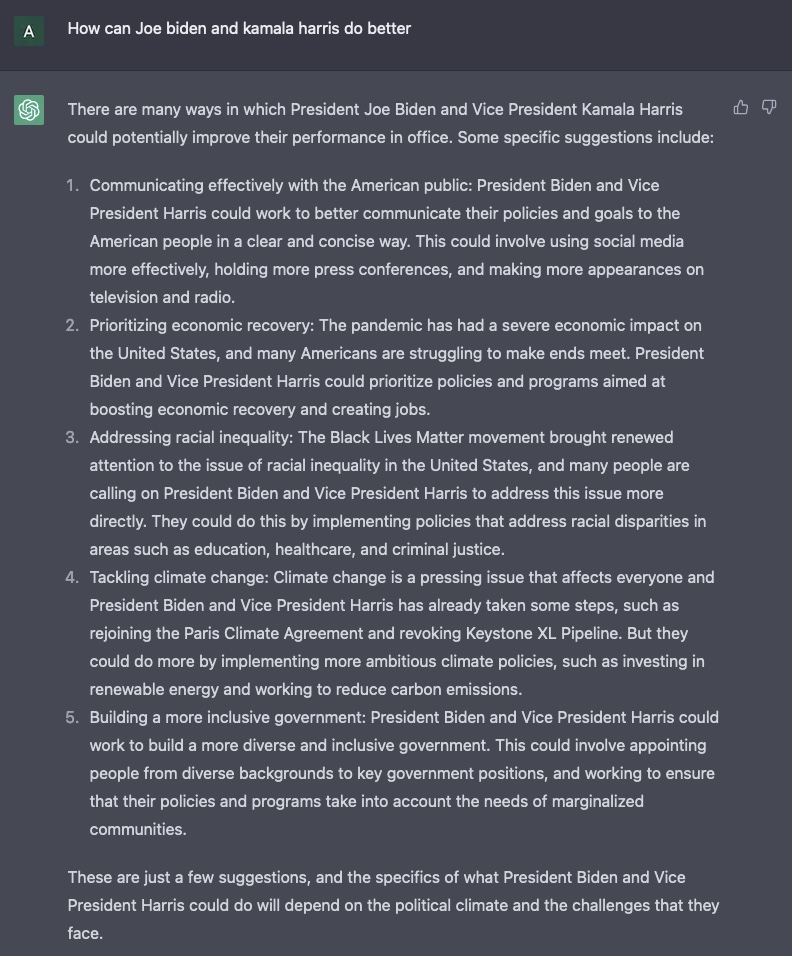 A
How can Joe biden and kamala harris do better
There are many ways in which President Joe Biden and Vice President Kamala Harris
could potentially improve their performance in office. Some specific suggestions include:
1. Communicating effectively with the American public: President Biden and Vice
President Harris could work to better communicate their policies and goals to the
American people in a clear and concise way. This could involve using social media
more effectively, holding more press conferences, and making more appearances on
television and radio.
2. Prioritizing economic recovery: The pandemic has had a severe economic impact on
the United States, and many Americans are struggling to make ends meet. President
Biden and Vice President Harris could prioritize policies and programs aimed at
boosting economic recovery and creating jobs.
3. Addressing racial inequality: The Black Lives Matter movement brought renewed
attention to the issue of racial inequality in the United States, and many people are
calling on President Biden and Vice President Harris to address this issue more
directly. They could do this by implementing policies that address racial disparities in
areas such as education, healthcare, and criminal justice.
4. Tackling climate change: Climate change is a pressing issue that affects everyone and
President Biden and Vice President Harris has already taken some steps, such as
rejoining the Paris Climate Agreement and revoking Keystone XL Pipeline. But they
could do more by implementing more ambitious climate policies, such as investing in
renewable energy and working to reduce carbon emissions.
5. Building a more inclusive government: President Biden and Vice President Harris could
work to build a more diverse and inclusive government. This could involve appointing
people from diverse backgrounds to key government positions, and working to ensure
that their policies and programs take into account the needs of marginalized
communities.
These are just a few suggestions, and the specifics of what President Biden and Vice
President Harris could do will depend on the political climate and the challenges that they
face.